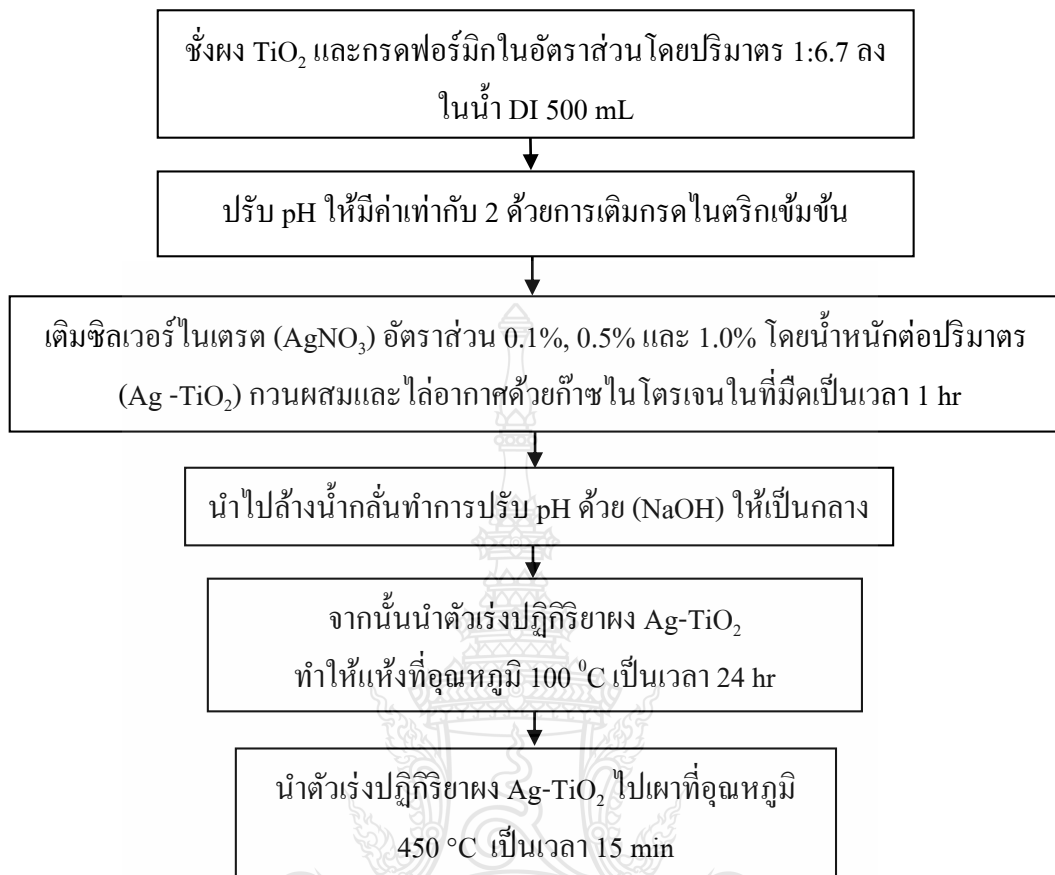 ชั่งผง TiO₂ และกรดฟอร์มิกในอัตราส่วนโดยปริมาตร 1:6.7 ลง
ในน้ำ DI 500 mL
ปรับ pH ให้มีค่าเท่ากับ 2 ด้วยการเติมกรดไนตริกเข้มข้น
เติมซิลเวอร์ไนเตรต (AgNO₃) อัตราส่วน 0.1%, 0.5% และ 1.0% โดยน้ำหนักต่อปริมาตร
(Ag -TiO₂) กวนผสมและไล่อากาศด้วยก๊าซไนโตรเจนในที่มืดเป็นเวลา 1 hr
นำไปล้างน้ำกลั่นทำการปรับ pH ด้วย (NaOH) ให้เป็นกลาง
จากนั้นนำตัวเร่งปฏิกิริยาผง Ag-TiO₂
ทำให้แห้งที่อุณหภูมิ 100 ⁰C เป็นเวลา 24 hr
นำตัวเร่งปฏิกิริยาผง Ag-TiO₂ ไปเผาที่อุณหภูมิ
450 °C เป็นเวลา 15 min